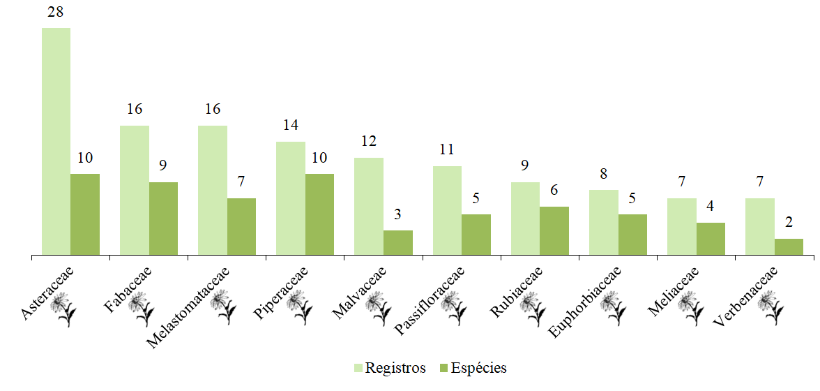 28
10
16
9
16
7
14
10
12
3
11
5
9
6
8
5
7
4
7
2
Asteraceae
Fabaceae
Melastomataceae
Piperaceae
Malvaceae
Passifloraceae
Rubiaceae
Euphorbiaceae
Meliaceae
Verbenaceae
Registros
Espécies